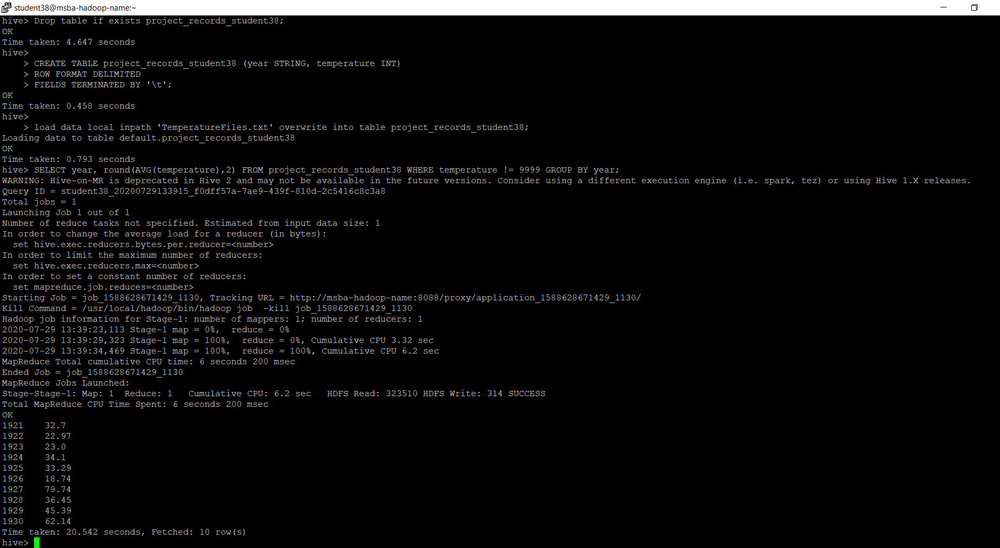 student38@msba-hadoop-name:~
hive> Drop table if exists project_records_student38;
OK
Time taken: 4.647 seconds
hive>
    > CREATE TABLE project_records_student38 (year STRING, temperature INT)
    > ROW FORMAT DELIMITED
    > FIELDS TERMINATED BY '\t';
OK
Time taken: 0.458 seconds
hive>
    > load data local inpath 'TemperatureFiles.txt' overwrite into table project_records_student38;
Loading data to table default.project_records_student38
OK
Time taken: 0.793 seconds
hive> SELECT year, round(AVG(temperature),2) FROM project_records_student38 WHERE temperature != 9999 GROUP BY year;
WARNING: Hive-on-MR is deprecated in Hive 2 and may not be available in the future versions. Consider using a different execution engine (i.e. spark, tez) or using Hive 1.X releases.
Query ID = student38_20200729133915_f0dff57a-7ae9-439f-810d-2c5416c8c3a8
Total jobs = 1
Launching Job 1 out of 1
Number of reduce tasks not specified. Estimated from input data size: 1
In order to change the average load for a reducer (in bytes):
  set hive.exec.reducers.bytes.per.reducer=<number>
In order to limit the maximum number of reducers:
  set hive.exec.reducers.max=<number>
In order to set a constant number of reducers:
  set mapreduce.job.reduces=<number>
Starting Job = job_1588628671429_1130, Tracking URL = http://msba-hadoop-name:8088/proxy/application_1588628671429_1130/
Kill Command = /usr/local/hadoop/bin/hadoop job  -kill job_1588628671429_1130
Hadoop job information for Stage-1: number of mappers: 1; number of reducers: 1
2020-07-29 13:39:23,113 Stage-1 map = 0%,  reduce = 0%
2020-07-29 13:39:29,323 Stage-1 map = 100%,  reduce = 0%, Cumulative CPU 3.32 sec
2020-07-29 13:39:34,469 Stage-1 map = 100%,  reduce = 100%, Cumulative CPU 6.2 sec
MapReduce Total cumulative CPU time: 6 seconds 200 msec
Ended Job = job_1588628671429_1130
MapReduce Jobs Launched:
Stage-Stage-1: Map: 1  Reduce: 1   Cumulative CPU: 6.2 sec   HDFS Read: 323510 HDFS Write: 314 SUCCESS
Total MapReduce CPU Time Spent: 6 seconds 200 msec
OK
1921    32.7
1922    22.97
1923    23.0
1924    34.1
1925    33.29
1926    18.74
1927    79.74
1928    36.45
1929    45.39
1930    62.14
Time taken: 20.542 seconds, Fetched: 10 row(s)
hive>